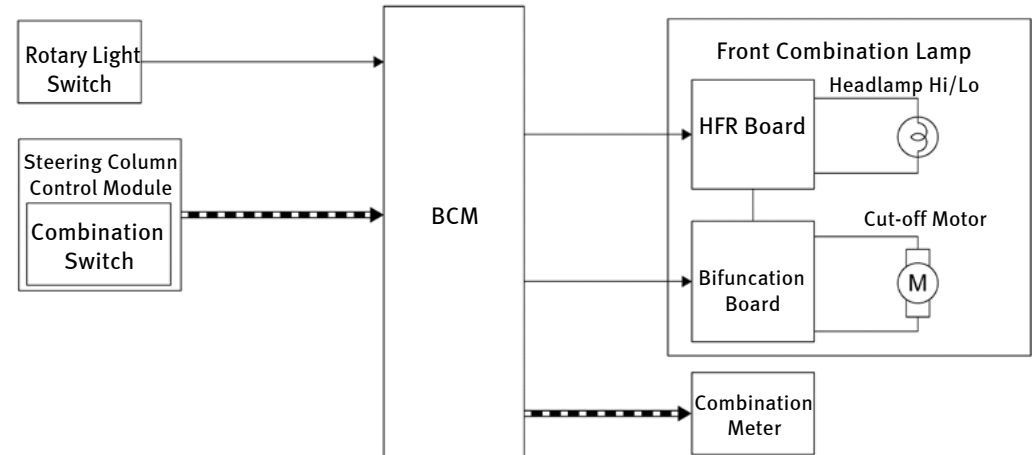 Rotary Light
Switch
Steering Column
Control Module
Combination
Switch
BCM
Front Combination Lamp
Headlamp Hi/Lo
HFR Board
Cut-off Motor
Bifuncation
Board
M
Combination
Meter